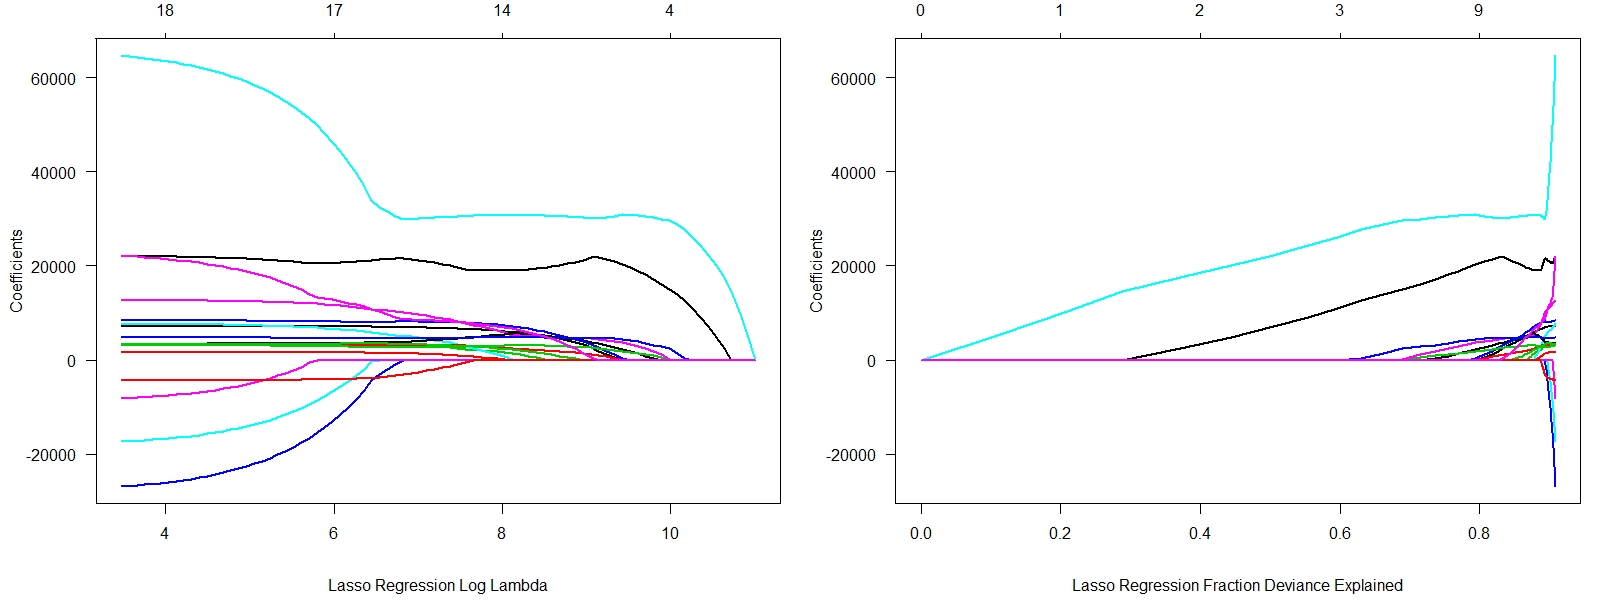 18 17 14 4
60000
40000
20000
0
-20000
Coefficients
4 6 8 10
Lasso Regression Log Lambda
0 1 2 3 9
60000
40000
20000
0
-20000
Coefficients
0.0 0.2 0.4 0.6 0.8
Lasso Regression Fraction Deviance Explained